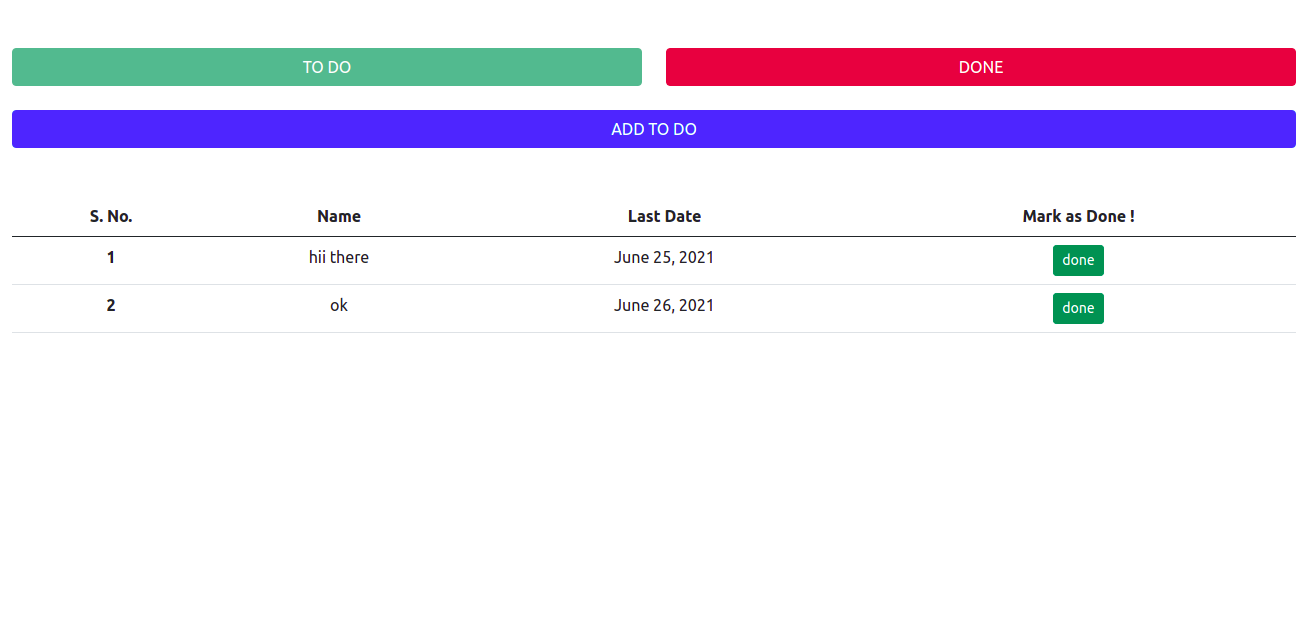 TO DO DONE
ADD TO DO
S. No. Name Last Date Mark as Done !
1 hii there June 25, 2021 done
2 ok June 26, 2021 done